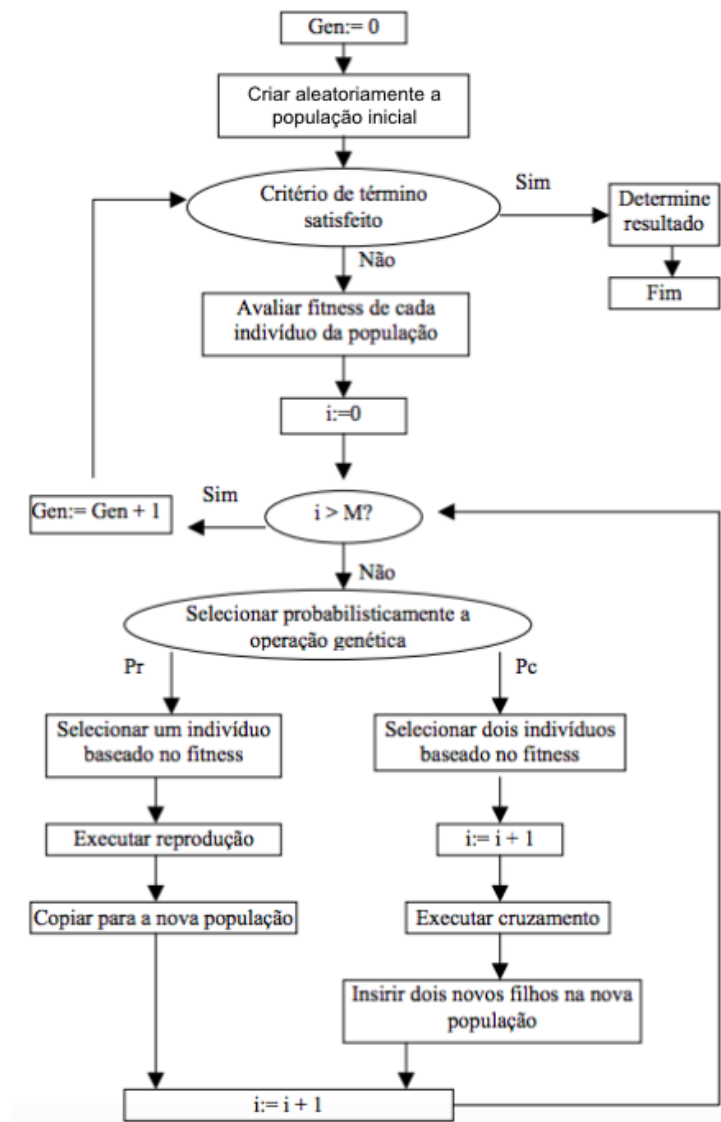 Gen:= 0
Criar aleatoriamente a
população inicial
Critério de término
satisfeito
Sim
Determine
resultado
Fim
Não
Avaliar fitness de cada
indivíduo da população
i:=0
Gen:= Gen + 1
Sim
i > M?
Não
Selecionar probabilisticamente a
operação genética
Pr
Pc
Selecionar um indivíduo
baseado no fitness
Selecionar dois indivíduos
baseado no fitness
Executar reprodução
i:= i + 1
Copiar para a nova população
Executar cruzamento
Insirir dois novos filhos na nova
população
i:= i + 1